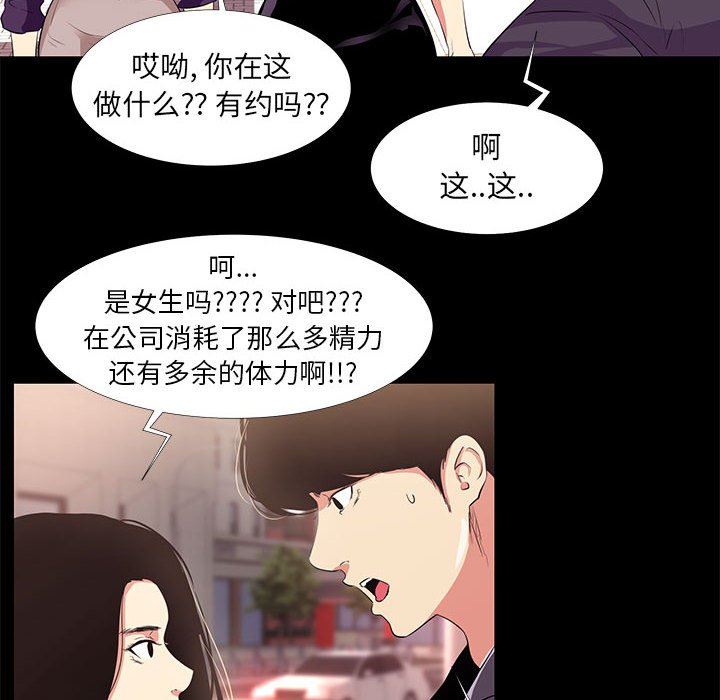 哎呦, 你在这
做什么?? 有约吗??
啊
这..这..
呵...
是女生吗???? 对吧???
在公司消耗了那么多精力
还有多余的体力啊!!?